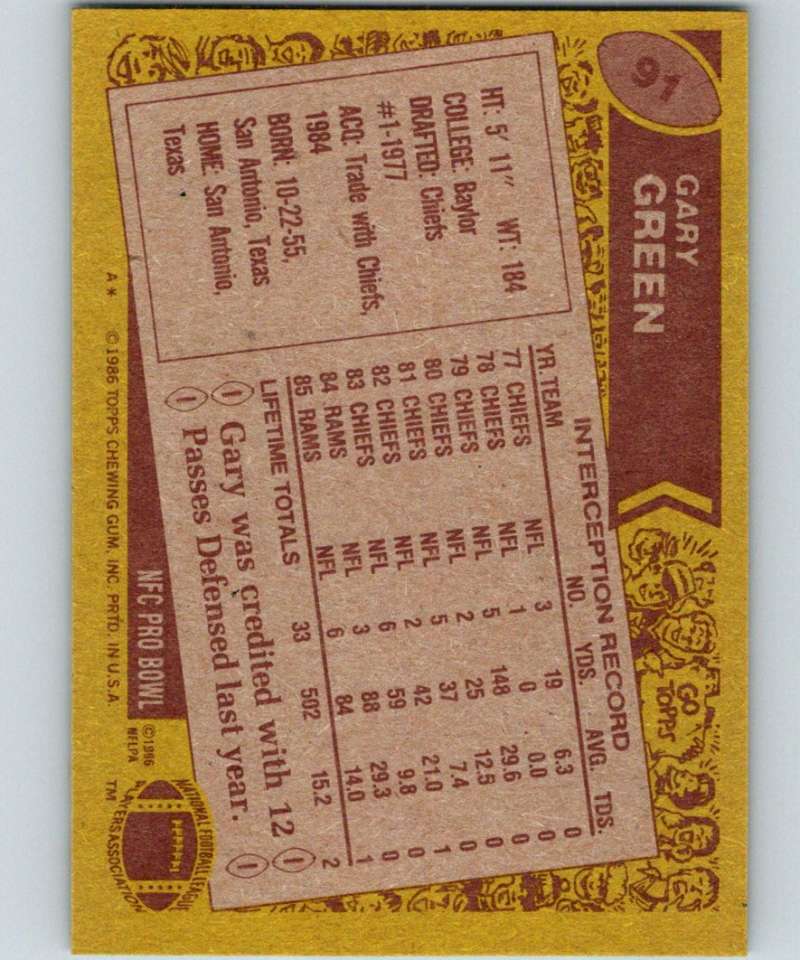 91
GARY
GREEN
GO
TOPPS
HT: 5' 11" WT: 184
COLLEGE: Baylor
DRAFTED: Chiefs
#1-1977
ACQ: Trade with Chiefs,
1984
BORN: 10-22-55,
San Antonio, Texas
HOME: San Antonio,
Texas
INTERCEPTION RECORD
YR TEAM NO. YDS. AVG. TDS.
77 CHIEFS NFL 3 19 6.3 0
78 CHIEFS NFL 1 0 0.0 0
79 CHIEFS NFL 5 148 29.6 0
80 CHIEFS NFL 2 25 12.5 0
81 CHIEFS NFL 5 37 7.4 0
82 CHIEFS NFL 2 42 21.0 1
83 CHIEFS NFL 6 59 9.8 0
84 RAMS NFL 3 88 29.3 0
85 RAMS NFL 6 84 14.0 1
LIFETIME TOTALS 33 502 15.2 2
Gary was credited with 12
Passes Defensed last year.
NFC PRO BOWL
A* ©1986 TOPPS CHEWING GUM, INC. PRTD. IN U.S.A.
©1986
NFLPA
NATIONAL FOOTBALL LEAGUE
PLAYERS ASSOCIATION
TM